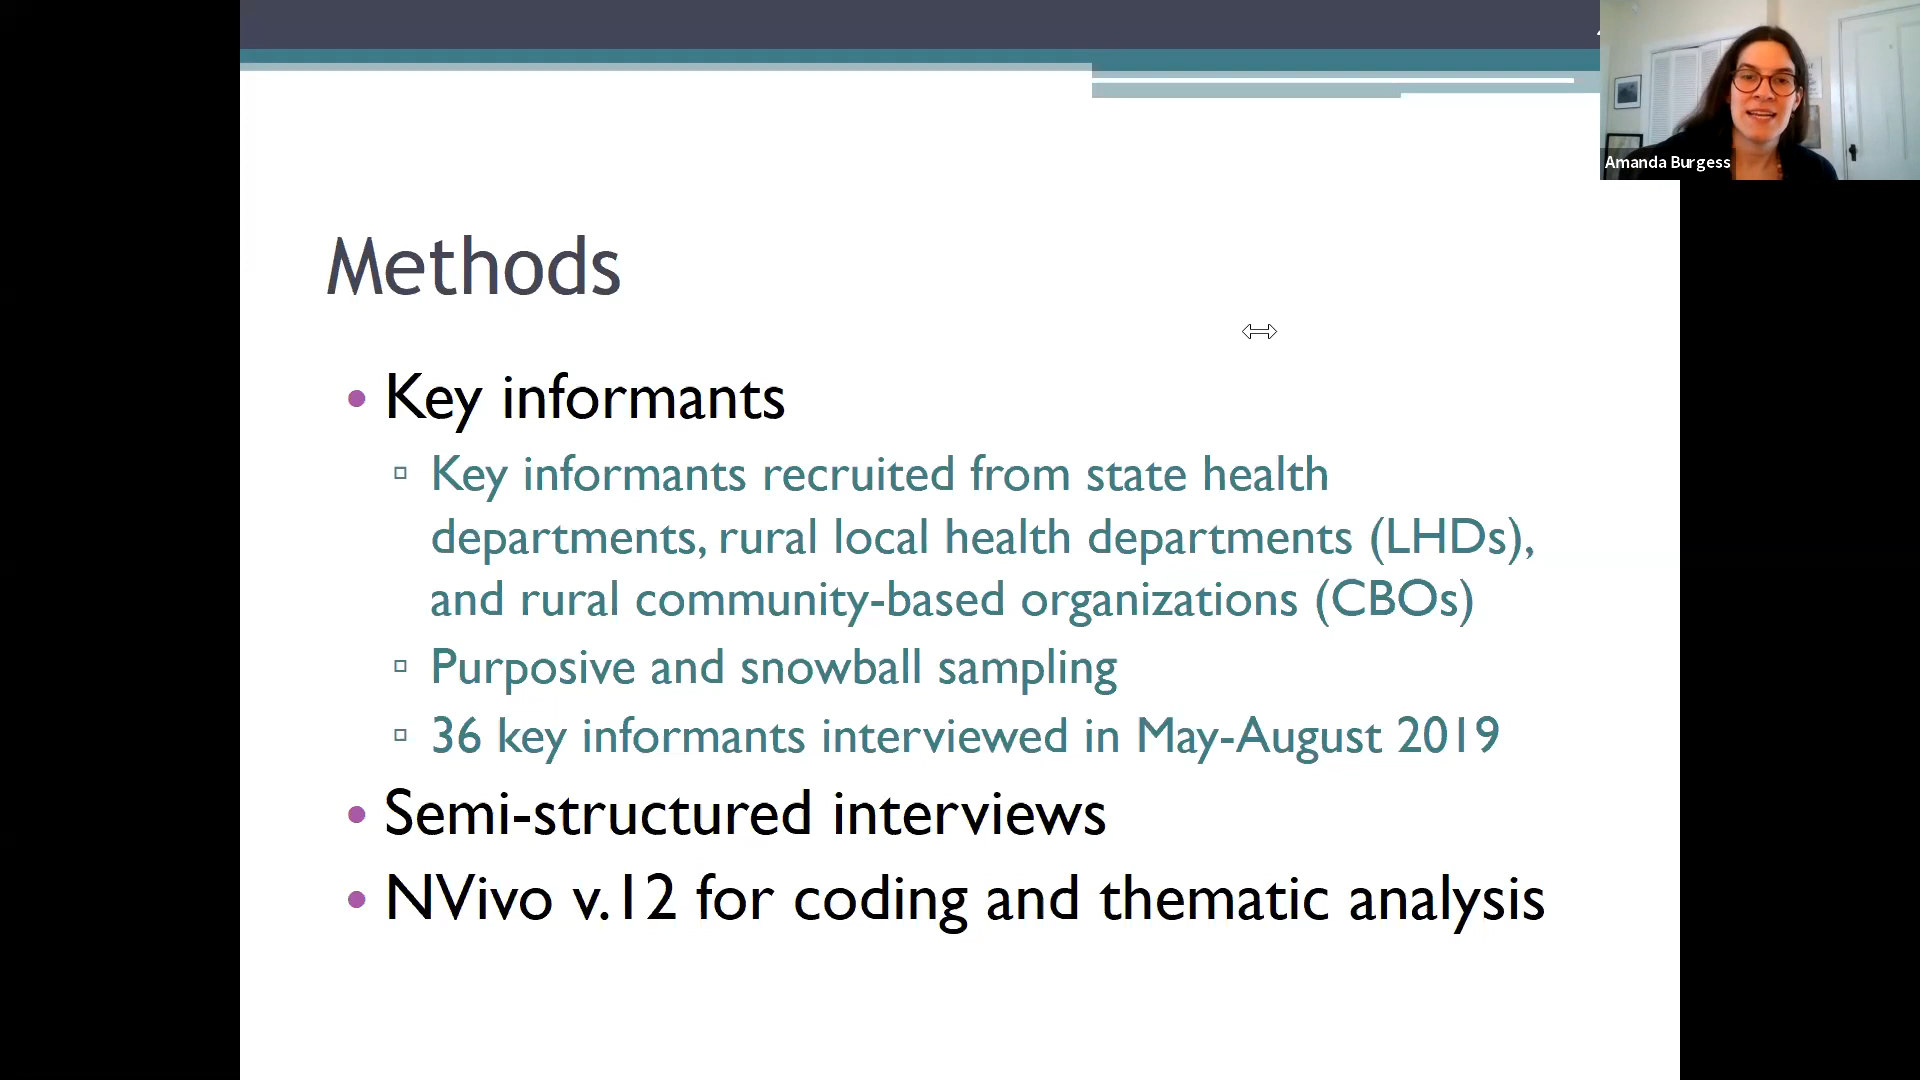 Amanda Burgess
Methods
• Key informants
▫ Key informants recruited from state health
departments, rural local health departments (LHDs),
and rural community-based organizations (CBOs)
▫ Purposive and snowball sampling
▫ 36 key informants interviewed in May-August 2019
• Semi-structured interviews
• NVivo v.12 for coding and thematic analysis